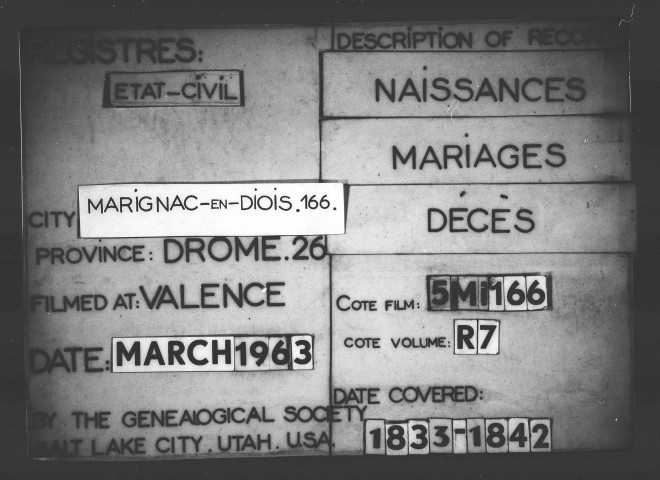 REGISTRES:
ETAT-CIVIL
CITY MARIGNAC-EN-DIOIS.166.
PROVINCE: DROME.26
FILMED AT: VALENCE
DATE: MARCH 1963
BY THE GENEALOGICAL SOCIETY
SALT LAKE CITY. UTAH. U.S.A.
DESCRIPTION OF RECORDS
NAISSANCES
MARIAGES
DÉCÈS
COTE FILM: 5Mi166
COTE VOLUME: R7
DATE COVERED:
1833-1842